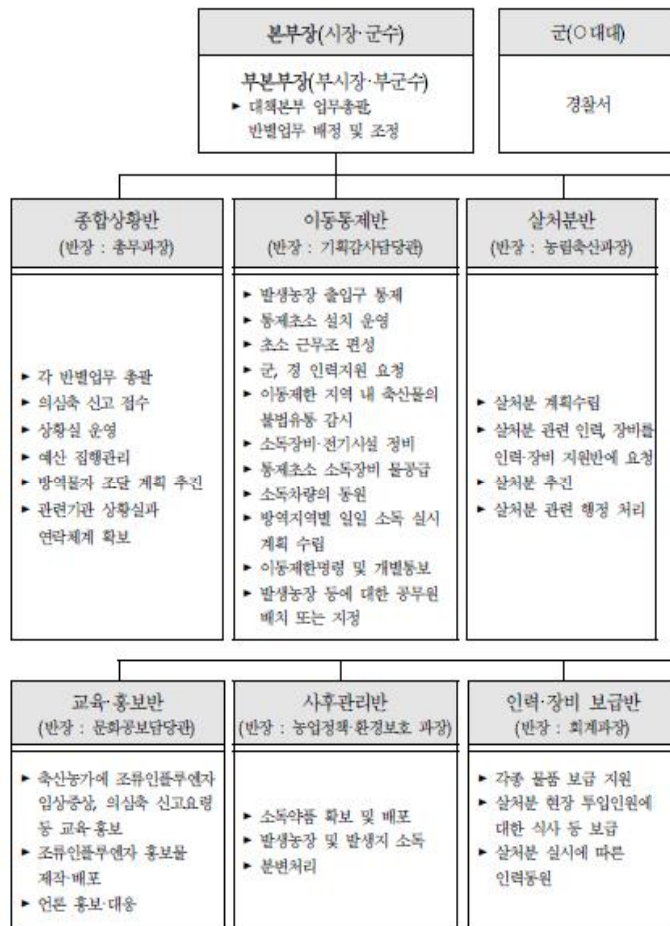 본부장(시장·군수)
부본부장(부시장·부군수)
► 대책본부 업무총괄,
반별업무 배정 및 조정
군(○대대)
경찰서
종합상황반
(반장 : 총무과장)
► 각 반별업무 총괄
► 의심축 신고 접수
► 상황실 운영
► 예산 집행관리
► 방역물자 조달 계획 추진
► 관련기관 상황실과
연락체계 확보
이동통제반
(반장 : 기획감사담당관)
► 발생농장 출입구 통제
► 통제초소 설치 운영
► 초소 근무조 편성
► 군, 경 인력지원 요청
► 이동제한 지역 내 축산물의
불법유통 감시
► 소독장비·전기시설 정비
► 통제초소 소독장비 물공급
► 소독차량의 동원
► 방역지역별 일일 소독 실시
계획 수립
► 이동제한명령 및 개별통보
► 발생농장 등에 대한 공무원
배치 또는 지정
살처분반
(반장 : 농림축산과장)
► 살처분 계획수립
► 살처분 관련 인력, 장비를
인력·장비 지원반에 요청
► 살처분 추진
► 살처분 관련 행정 처리
교육·홍보반
(반장 : 문화공보담당관)
► 축산농가에 조류인플루엔자
임상증상, 의심축 신고요령
등 교육·홍보
► 조류인플루엔자 홍보물
제작·배포
► 언론 홍보·대응
사후관리반
(반장 : 농업정책·환경보호 과장)
► 소독약품 확보 및 배포
► 발생농장 및 발생지 소독
► 분변처리
인력·장비 보급반
(반장 : 회계과장)
► 각종 물품 보급 지원
► 살처분 현장 투입인원에
대한 식사 등 보급
► 살처분 실시에 따른
인력동원